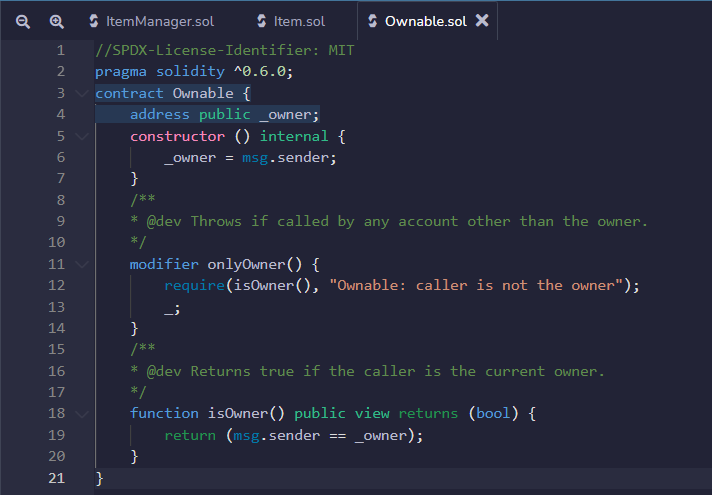 ItemManager.sol Item.sol Ownable.sol
1 //SPDX-License-Identifier: MIT
2 pragma solidity ^0.6.0;
3 contract Ownable {
4     address public _owner;
5     constructor () internal {
6         _owner = msg.sender;
7     }
8     /**
9     * @dev Throws if called by any account other than the owner.
10     */
11     modifier onlyOwner() {
12         require(isOwner(), "Ownable: caller is not the owner");
13         _;
14     }
15     /**
16     * @dev Returns true if the caller is the current owner.
17     */
18     function isOwner() public view returns (bool) {
19         return (msg.sender == _owner);
20     }
21 }